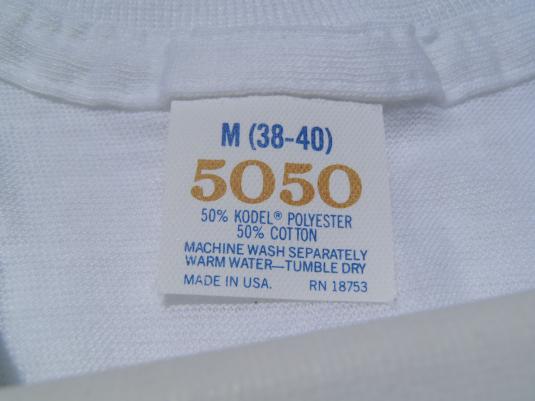 M (38-40)
5050
50% KODEL® POLYESTER
50% COTTON
MACHINE WASH SEPARATELY
WARM WATER—TUMBLE DRY
MADE IN USA. RN 18753